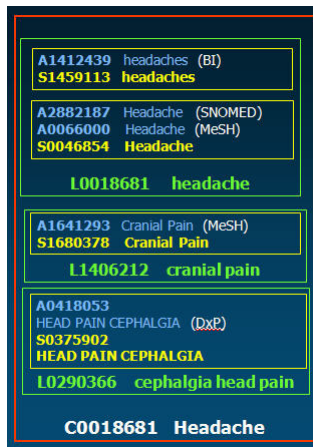 A1412439 headaches (BI)
S1459113 headaches
A2882187 Headache (SNOMED)
A0066000 Headache (MeSH)
S0046854 Headache
L0018681 headache
A1641293 Cranial Pain (MeSH)
S1680378 Cranial Pain
L1406212 cranial pain
A0418053
HEAD PAIN CEPHALGIA (DxP)
S0375902
HEAD PAIN CEPHALGIA
L0290366 cephalgia head pain
C0018681 Headache